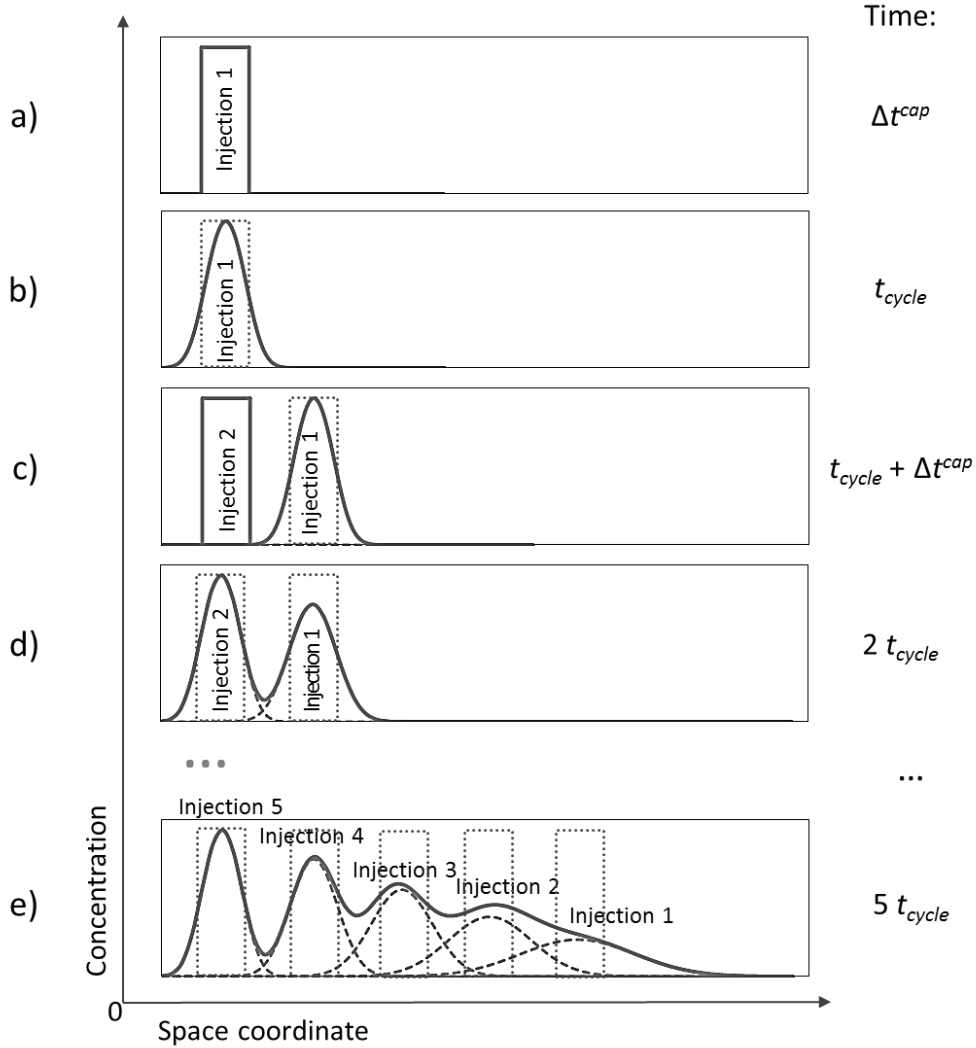 Time:
a)
Injection 1
Δt^cap
b)
Injection 1
t_cycle
c)
Injection 2
Injection 1
t_cycle + Δt^cap
d)
Injection 2
Injection 1
2 t_cycle
...
...
Injection 5
Injection 4
Injection 3
Injection 2
Injection 1
e)
5 t_cycle
Concentration
0
Space coordinate